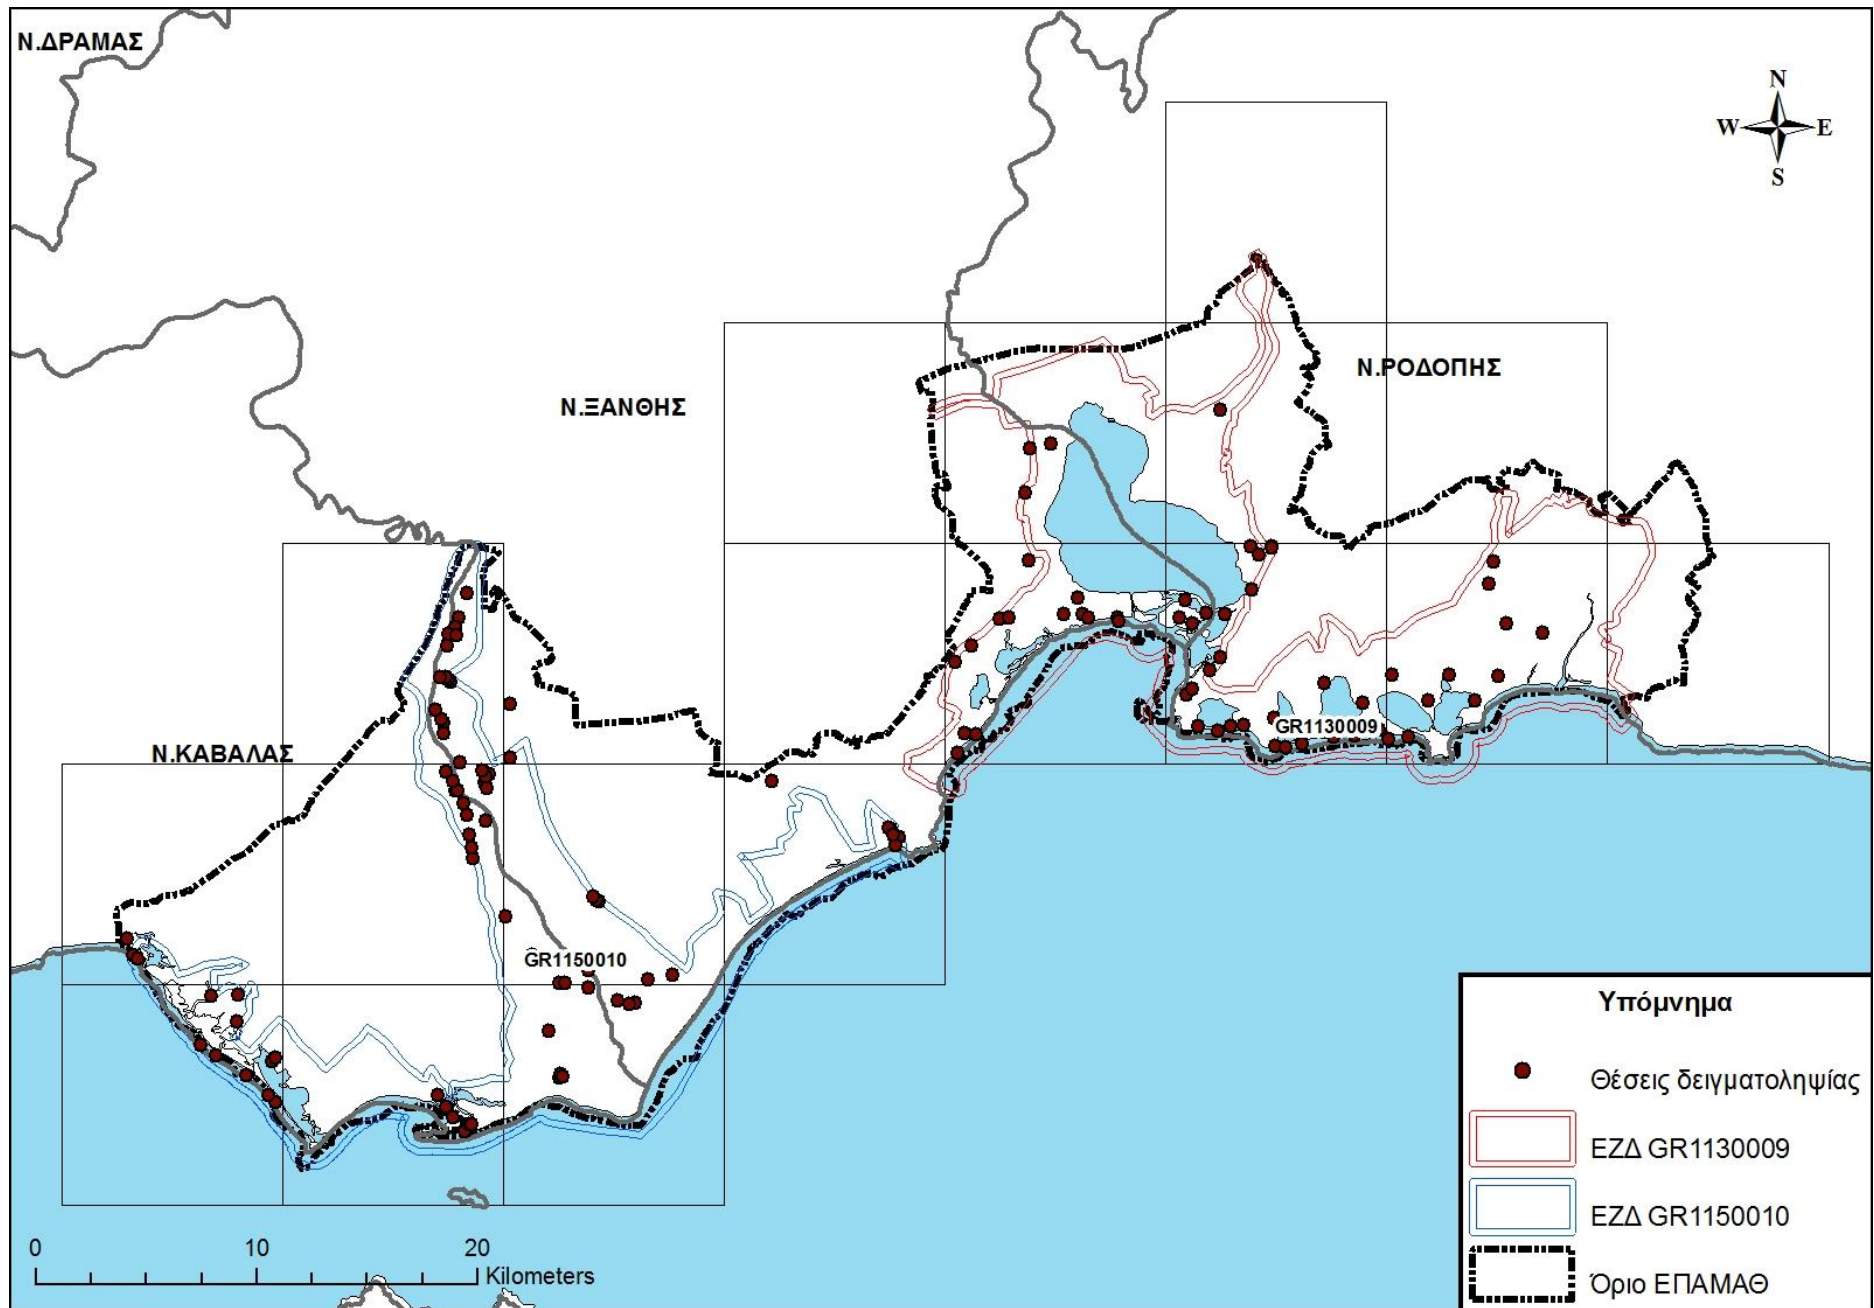 Ν.ΔΡΑΜΑΣ
N
W E
S
Ν.ΡΟΔΟΠΗΣ
Ν.ΞΑΝΘΗΣ
GR1130009
Ν.ΚΑΒΑΛΑΣ
GR1150010
Υπόμνημα
Θέσεις δειγματοληψίας
ΕΖΔ GR1130009
ΕΖΔ GR1150010
Όριο ΕΠΑΜΑΘ
0 10 20
Kilometers